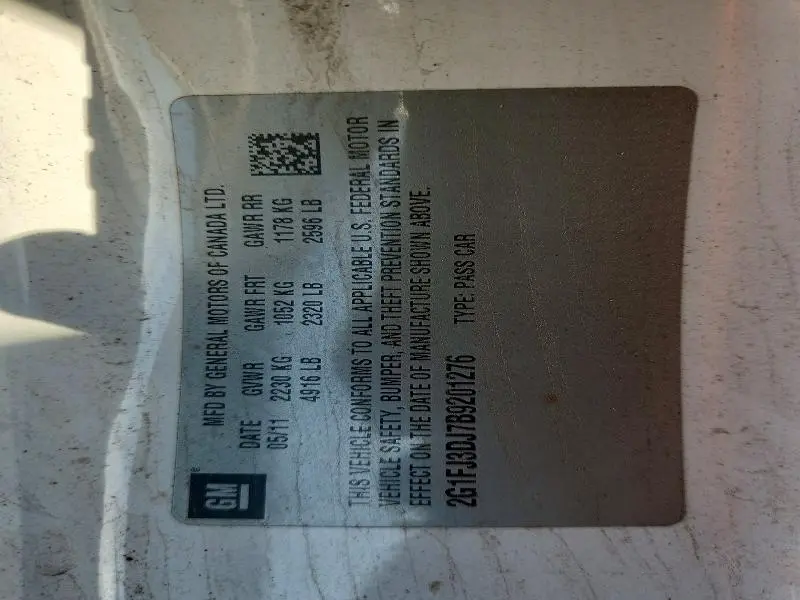 GM
®
MFD BY GENERAL MOTORS OF CANADA LTD.
DATE GVWR GAWR FRT GAWR RR
05/11 2230 KG 1052 KG 1178 KG
4916 LB 2320 LB 2596 LB
THIS VEHICLE CONFORMS TO ALL APPLICABLE U.S. FEDERAL MOTOR
VEHICLE SAFETY, BUMPER, AND THEFT PREVENTION STANDARDS IN
EFFECT ON THE DATE OF MANUFACTURE SHOWN ABOVE.
2G1FJ3DJ7B9201276 TYPE: PASS CAR